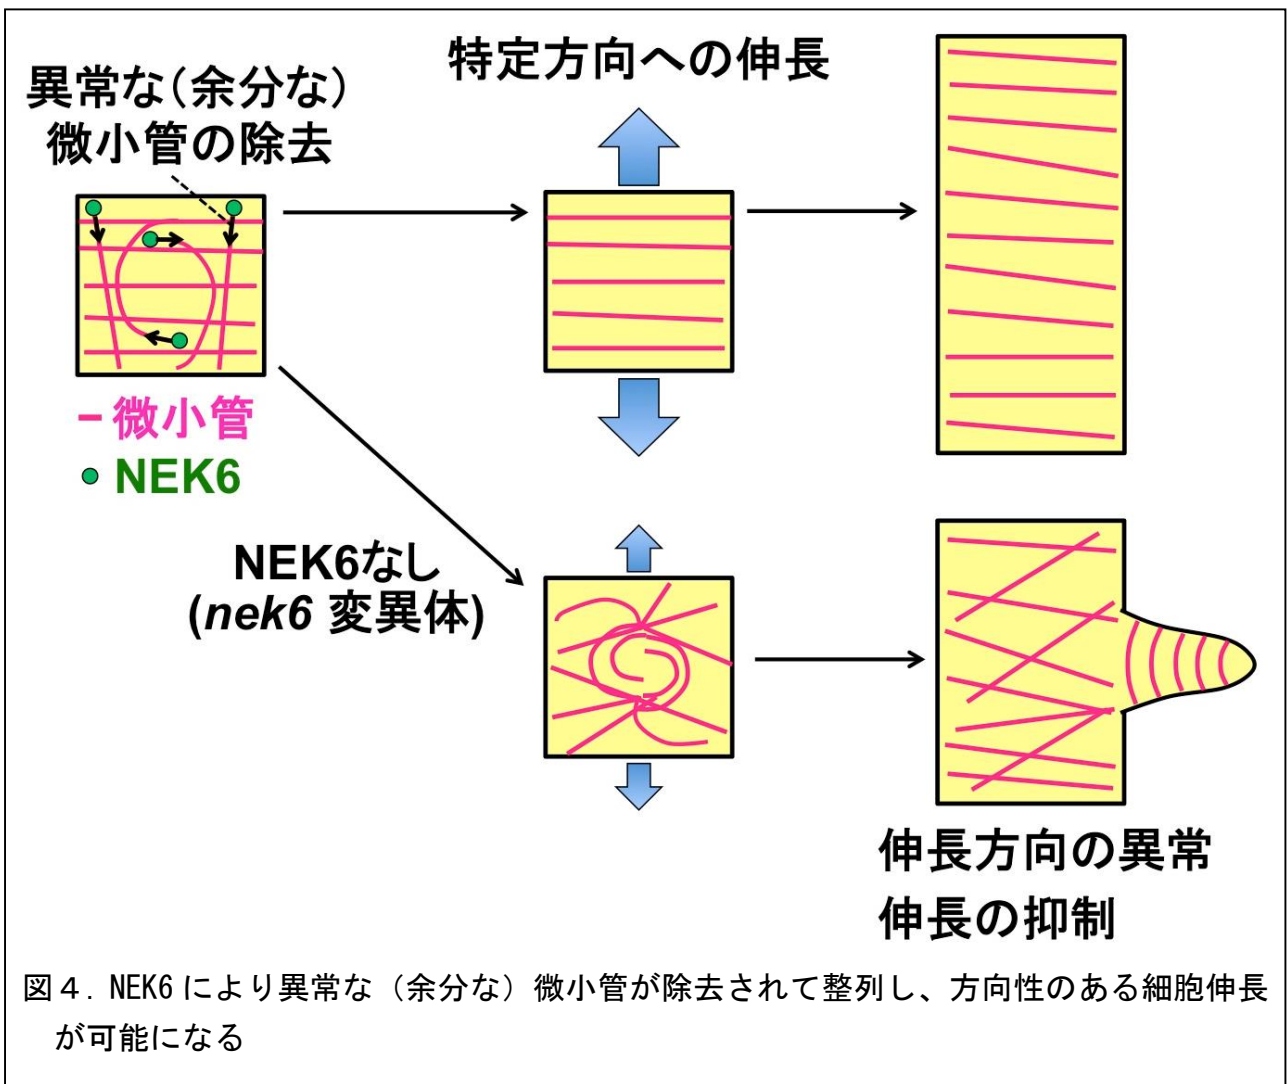 特定方向への伸長
異常な（余分な）
微小管の除去
微小管
NEK6
NEK6なし
(nek6 変異体)
伸長方向の異常
伸長の抑制
図４. NEK6 により異常な（余分な）微小管が除去されて整列し、方向性のある細胞伸長
が可能になる